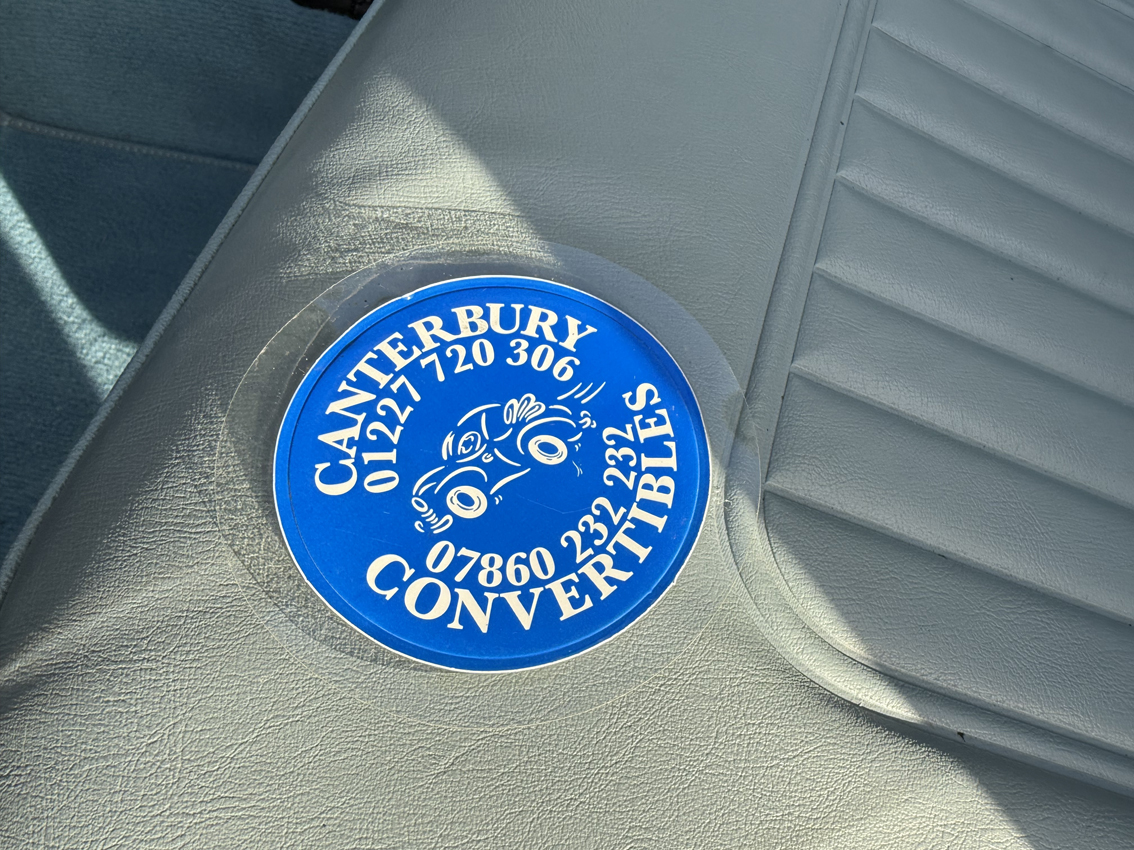 CANTERBURY
01227 720 306
07860 232 232
CONVERTIBLES